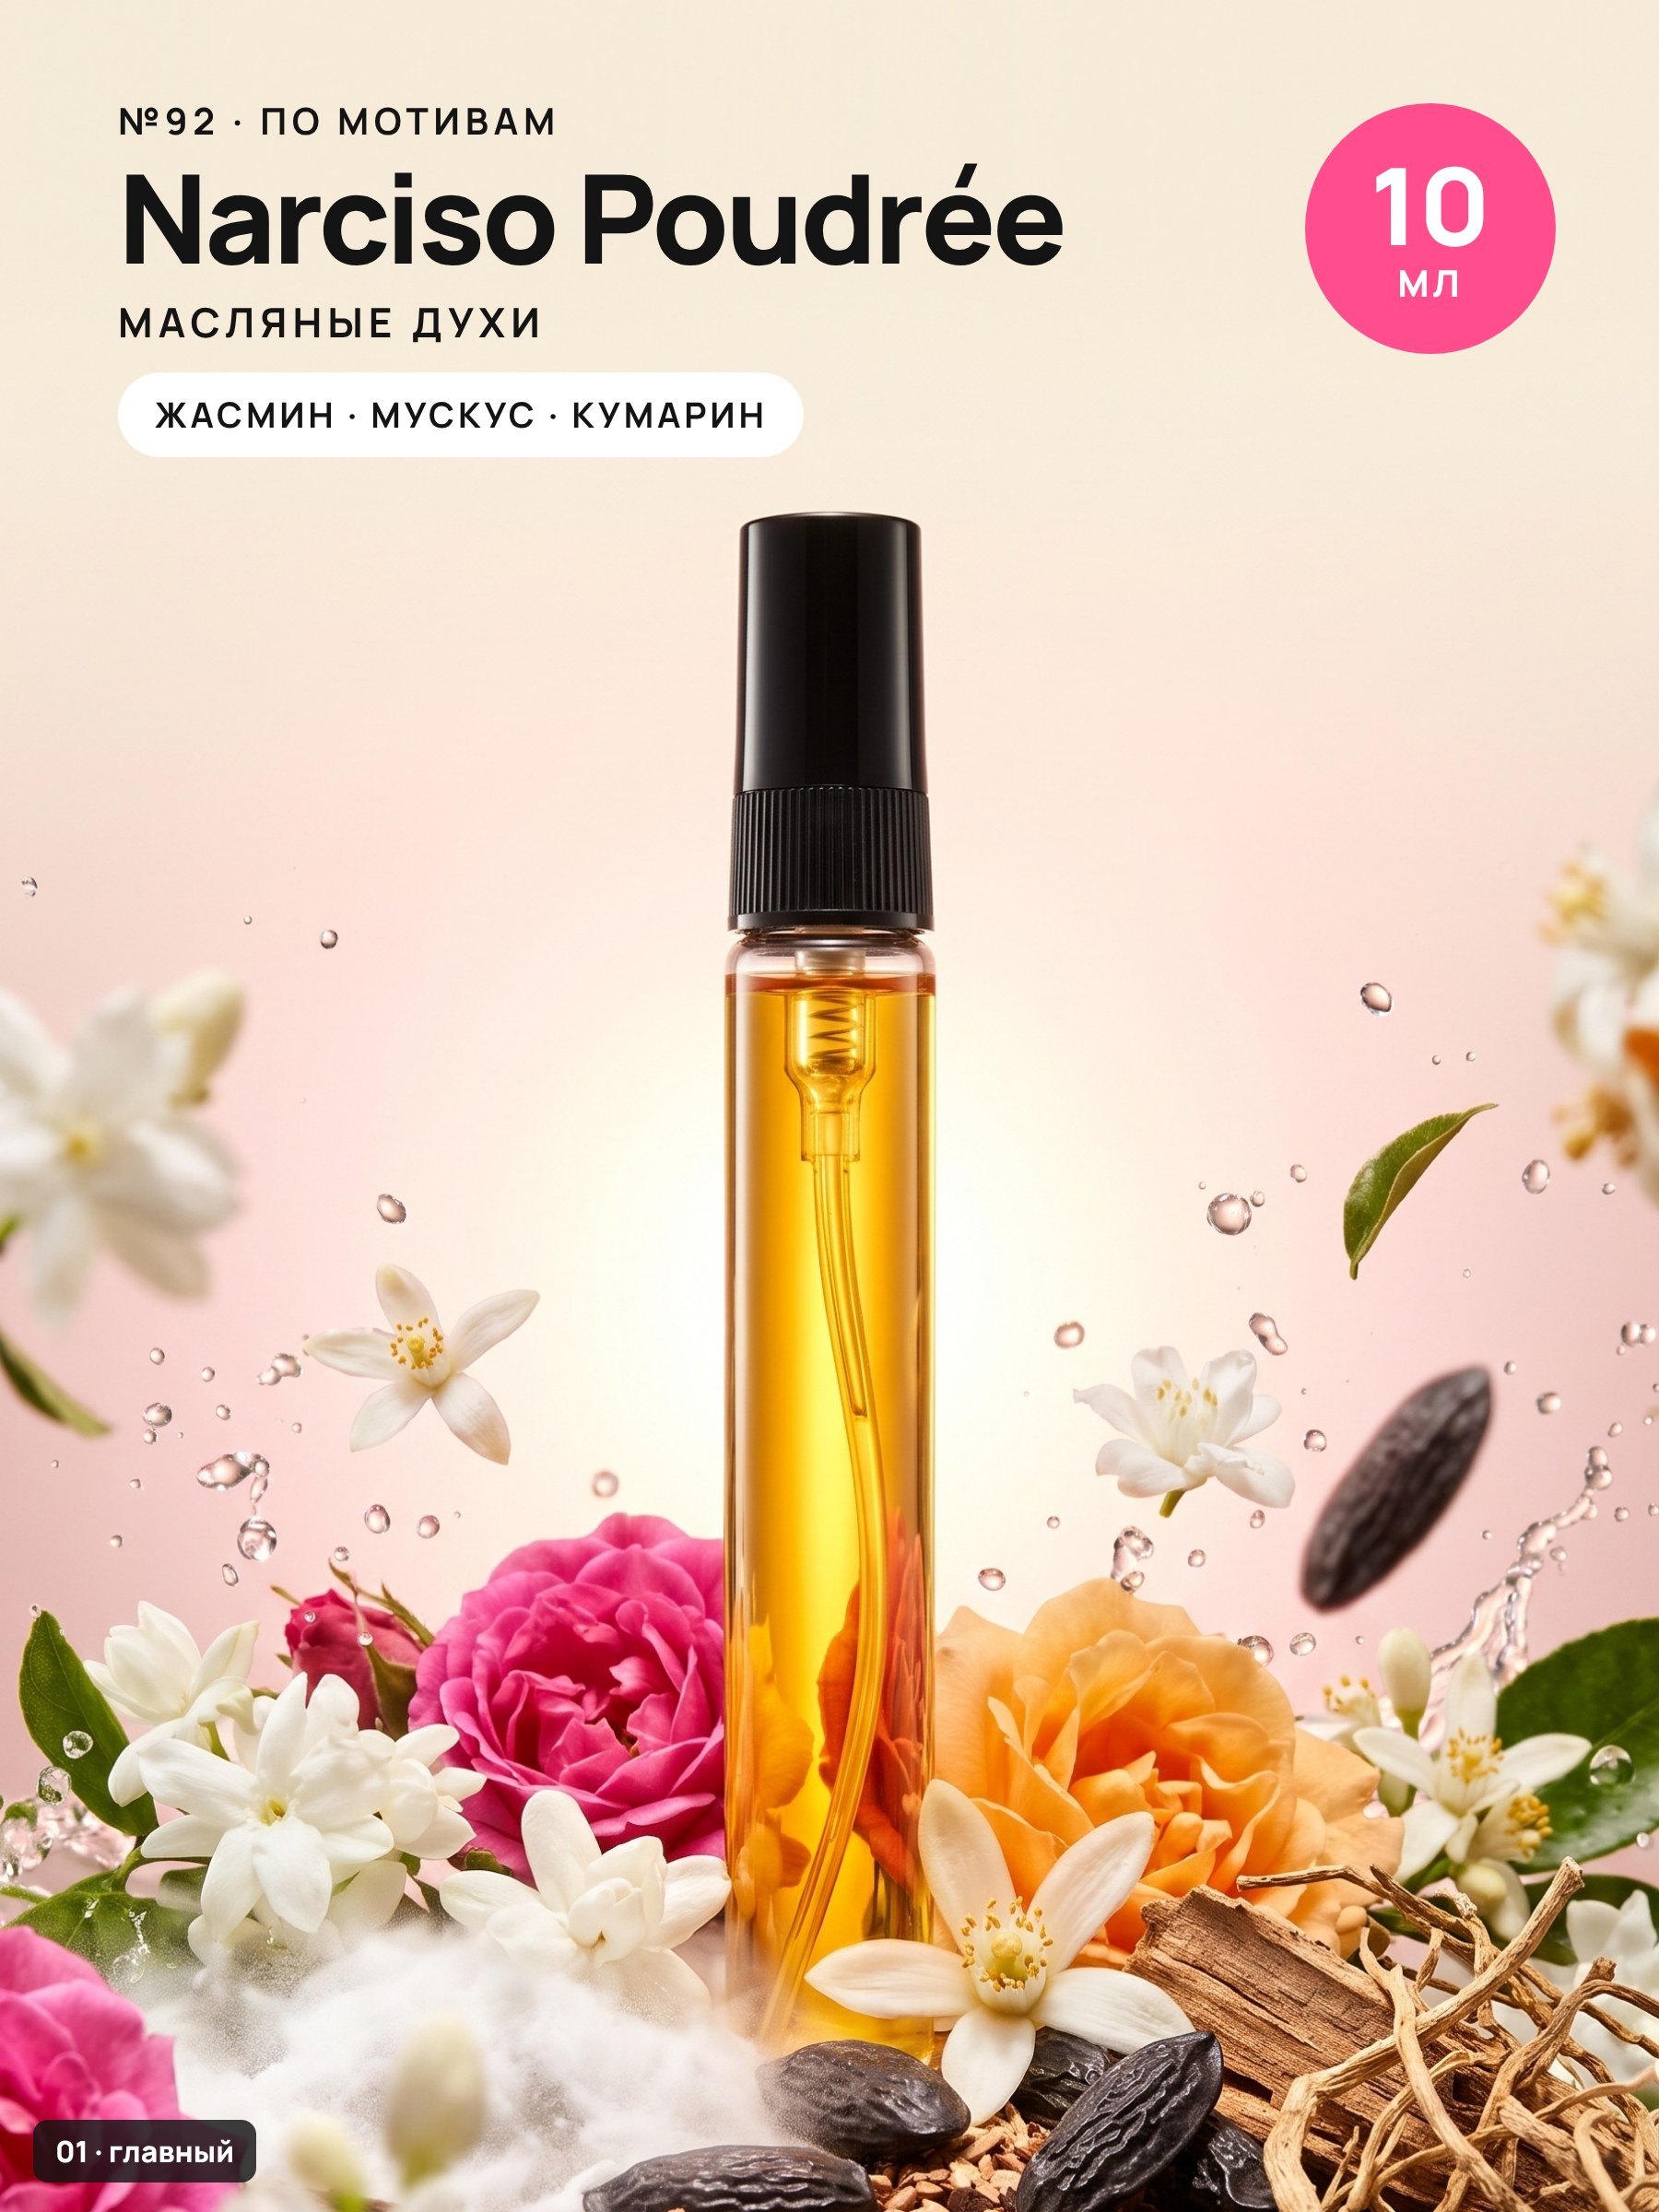 №92 · ПО МОТИВАМ
Narciso Poudrée
МАСЛЯНЫЕ ДУХИ
ЖАСМИН · МУСКУС · КУМАРИН
10
МЛ
01 · главный